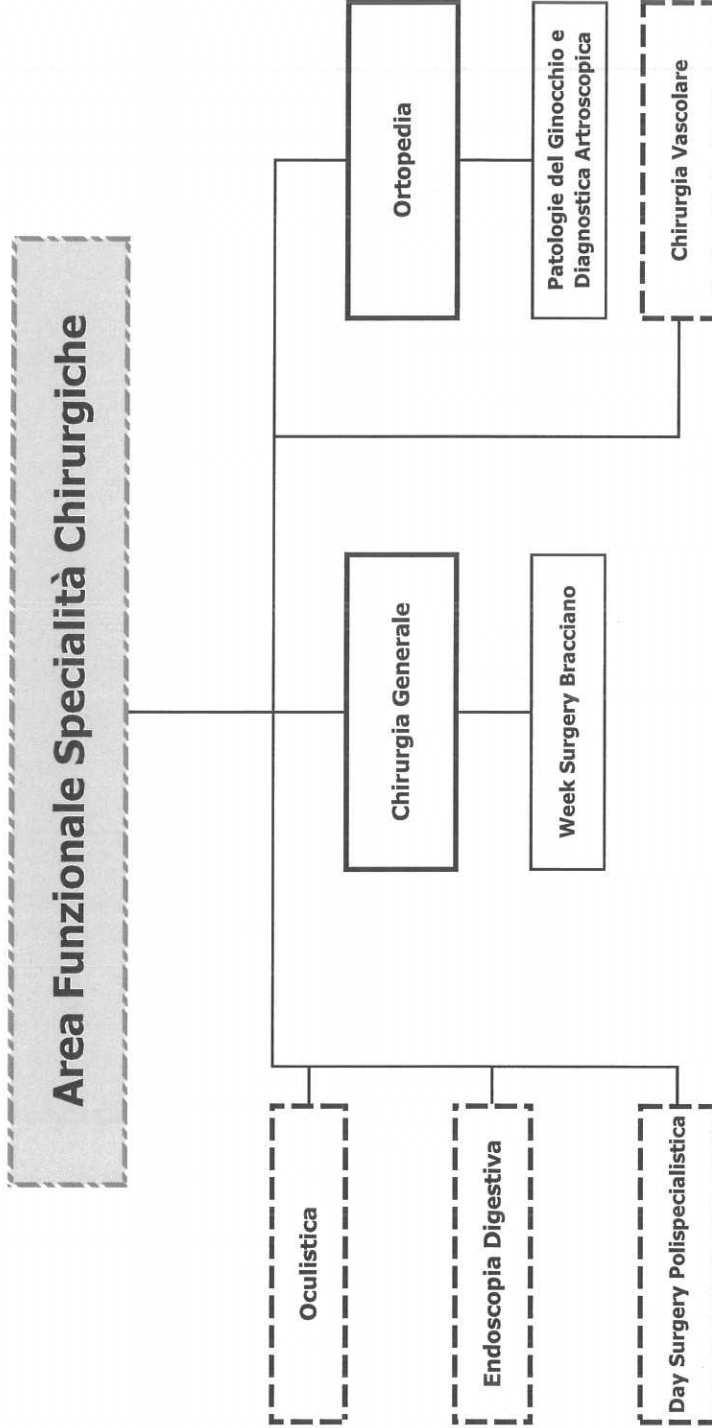 Area Funzionale Specialità Chirurgiche
Oculistica
Endoscopia Digestiva
Day Surgery Polispecialistica
Chirurgia Generale
Week Surgery Bracciano
Ortopedia
Patologie del Ginocchio e
Diagnostica Artroscopica
Chirurgia Vascolare